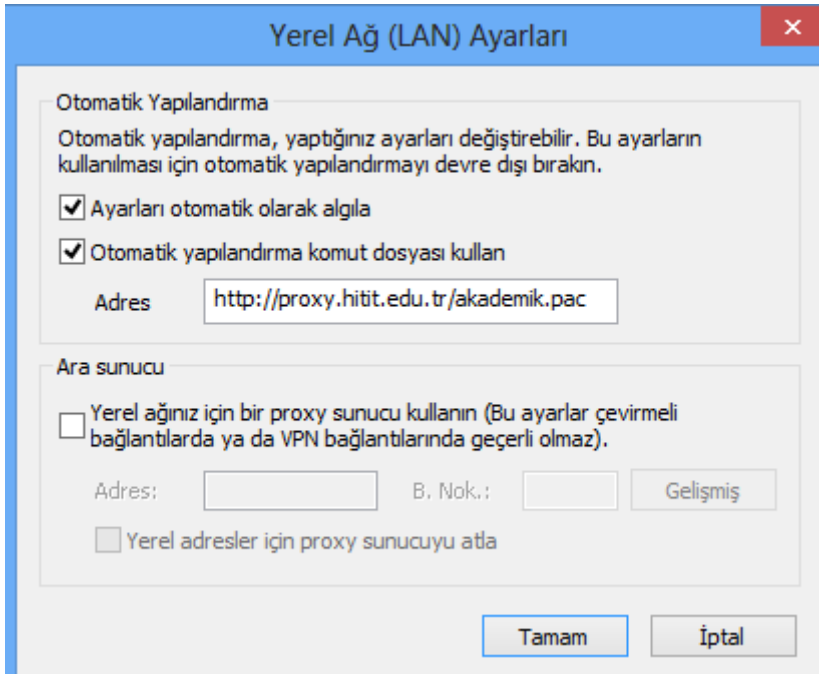 Yerel Ağ (LAN) Ayarları
Otomatik Yapılandırma
Otomatik yapılandırma, yaptığınız ayarları değiştirebilir. Bu ayarların
kullanılması için otomatik yapılandırmayı devre dışı bırakın.
Ayarları otomatik olarak algıla
Otomatik yapılandırma komut dosyası kullan
Adres http://proxy.hitit.edu.tr/akademik.pac
Ara sunucu
Yerel ağınız için bir proxy sunucu kullanın (Bu ayarlar çevirmeli
bağlantılarda ya da VPN bağlantılarında geçerli olmaz).
Adres: B. Nok.: Gelişmiş
Yerel adresler için proxy sunucuyu atla
Tamam İptal